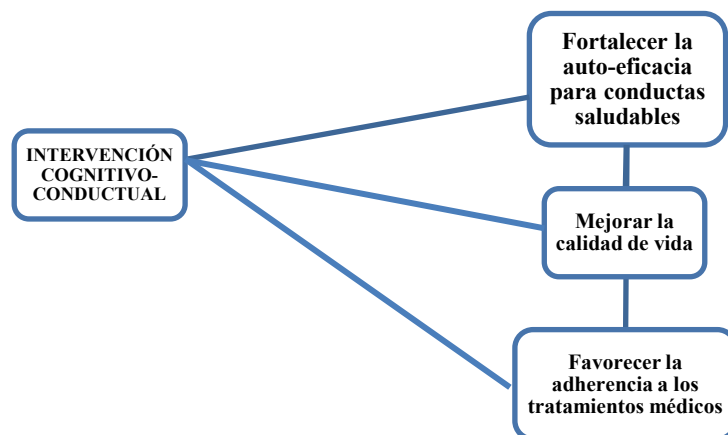 Fortalecer la
auto-eficacia
para conductas
saludables
INTERVENCIÓN
COGNITIVO-
CONDUCTUAL
Mejorar la
calidad de vida
Favorecer la
adherencia a los
tratamientos médicos